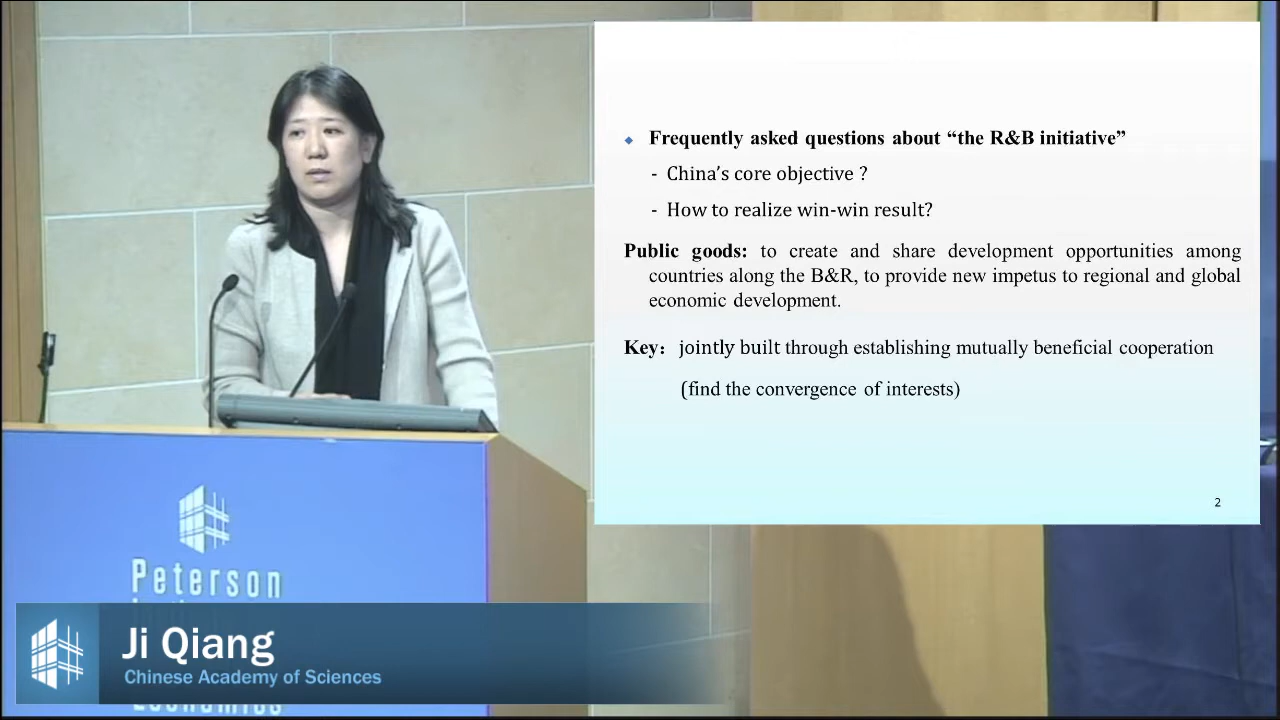 Frequently asked questions about “the R&B initiative”
- China’s core objective ?
- How to realize win-win result?
Public goods: to create and share development opportunities among
countries along the B&R, to provide new impetus to regional and global
economic development.
Key: jointly built through establishing mutually beneficial cooperation
(find the convergence of interests)
2
Peterson
Ji Qiang
Chinese Academy of Sciences
Economics